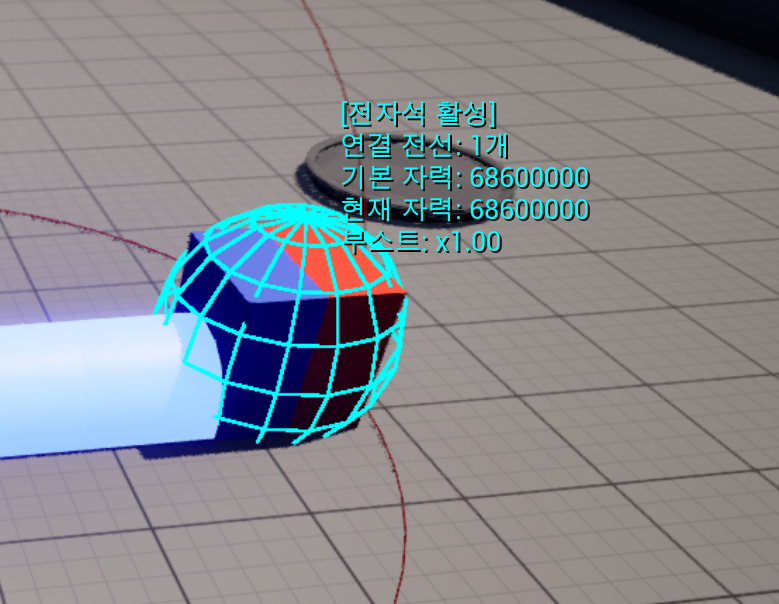 [전자석 활성]
연결 전선: 1개
기본 자력: 68600000
현재 자력: 68600000
부스트: x1.00